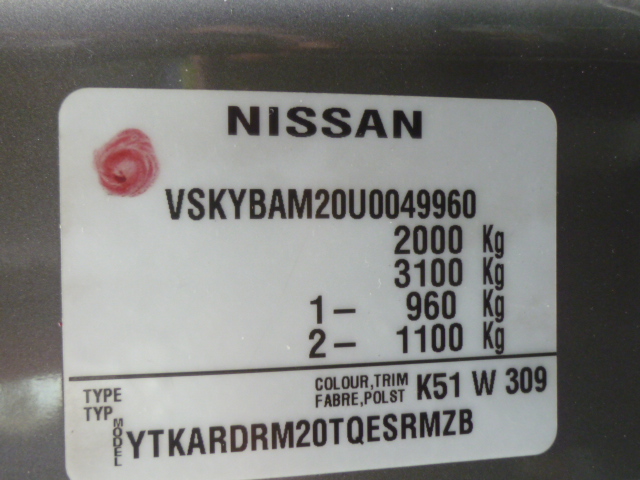 NISSAN
VSKYBAM20U0049960
2000 Kg
3100 Kg
1- 960 Kg
2- 1100 Kg
TYPE COLOUR,TRIM K51 W 309
TYP FABRE,POLST
MODEL YTKARDRM20TQESRMZB